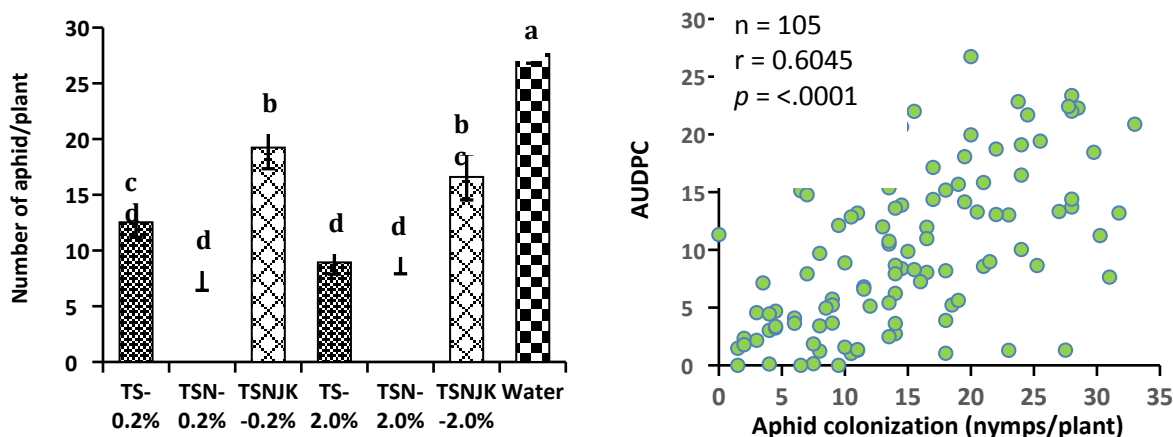 Number of aphid/plant
30
25
20
15
10
5
0
c
d
d
b
d
d
b
c
a
TS-
0.2%
TSN-
0.2%
TSNJK
-0.2%
TS-
2.0%
TSN-
2.0%
TSNJK
-2.0%
Water
AUDPC
30
25
20
15
10
5
0
n = 105
r = 0.6045
p = <.0001
0 5 10 15 20 25 30 35
Aphid colonization (nymps/plant)